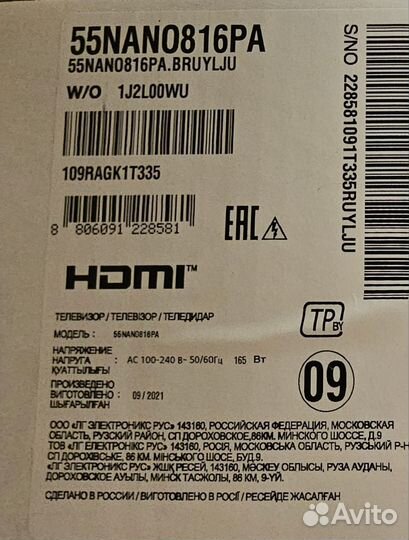 55NANO816PA
55NANO816PA.BRUYLJU
W/O 1J2L00WU
109RAGK1T335
8 806091 228581
EAC
HDMI™
ТЕЛЕВИЗОР / ТЕЛЕВІЗОР / ТЕЛЕДИДАР
МОДЕЛЬ : 55NANO816PA
НАПРЯЖЕНИЕ
НАПРУГА : AC 100-240 В~ 50/60Гц 165 Вт
ҚУАТТЫЛЫҒЫ
ПРОИЗВЕДЕНО
ВИГОТОВЛЕНО : 09 / 2021
ШЫҒАРЫЛҒАН
TP BY
09
ООО «ЛГ ЭЛЕКТРОНИКС РУС» 143160, РОССИЙСКАЯ ФЕДЕРАЦИЯ, МОСКОВСКАЯ
ОБЛАСТЬ, РУЗСКИЙ РАЙОН, СП ДОРОХОВСКОЕ,86КМ. МИНСКОГО ШОССЕ, Д.9
ТОВ «ЛГ ЕЛЕКТРОНІКС РУС» 143160, РОСІЯ, МОСКОВСЬКА ОБЛАСТЬ, РУЗСЬКИЙ Р-Н
СП ДОРОХОВСЬКЕ, 86 КМ. МІНСЬКОГО ШОСЕ, БУД.9.
«ЛГ ЭЛЕКТРОНИКС РУС» ЖШҚ РЕСЕЙ, 143160, МӘСКЕУ ОБЛЫСЫ, РУЗА АУДАНЫ,
ДОРОХОВСКОЕ АУЫЛЫ, МИНСК ТАСЖОЛЫ, 86 КМ, 9-ҮЙ.
СДЕЛАНО В РОССИИ / ВИГОТОВЛЕНО В РОСІЇ / РЕСЕЙДЕ ЖАСАЛҒАН
S/NO 228581091T335RUYLJU
Avito